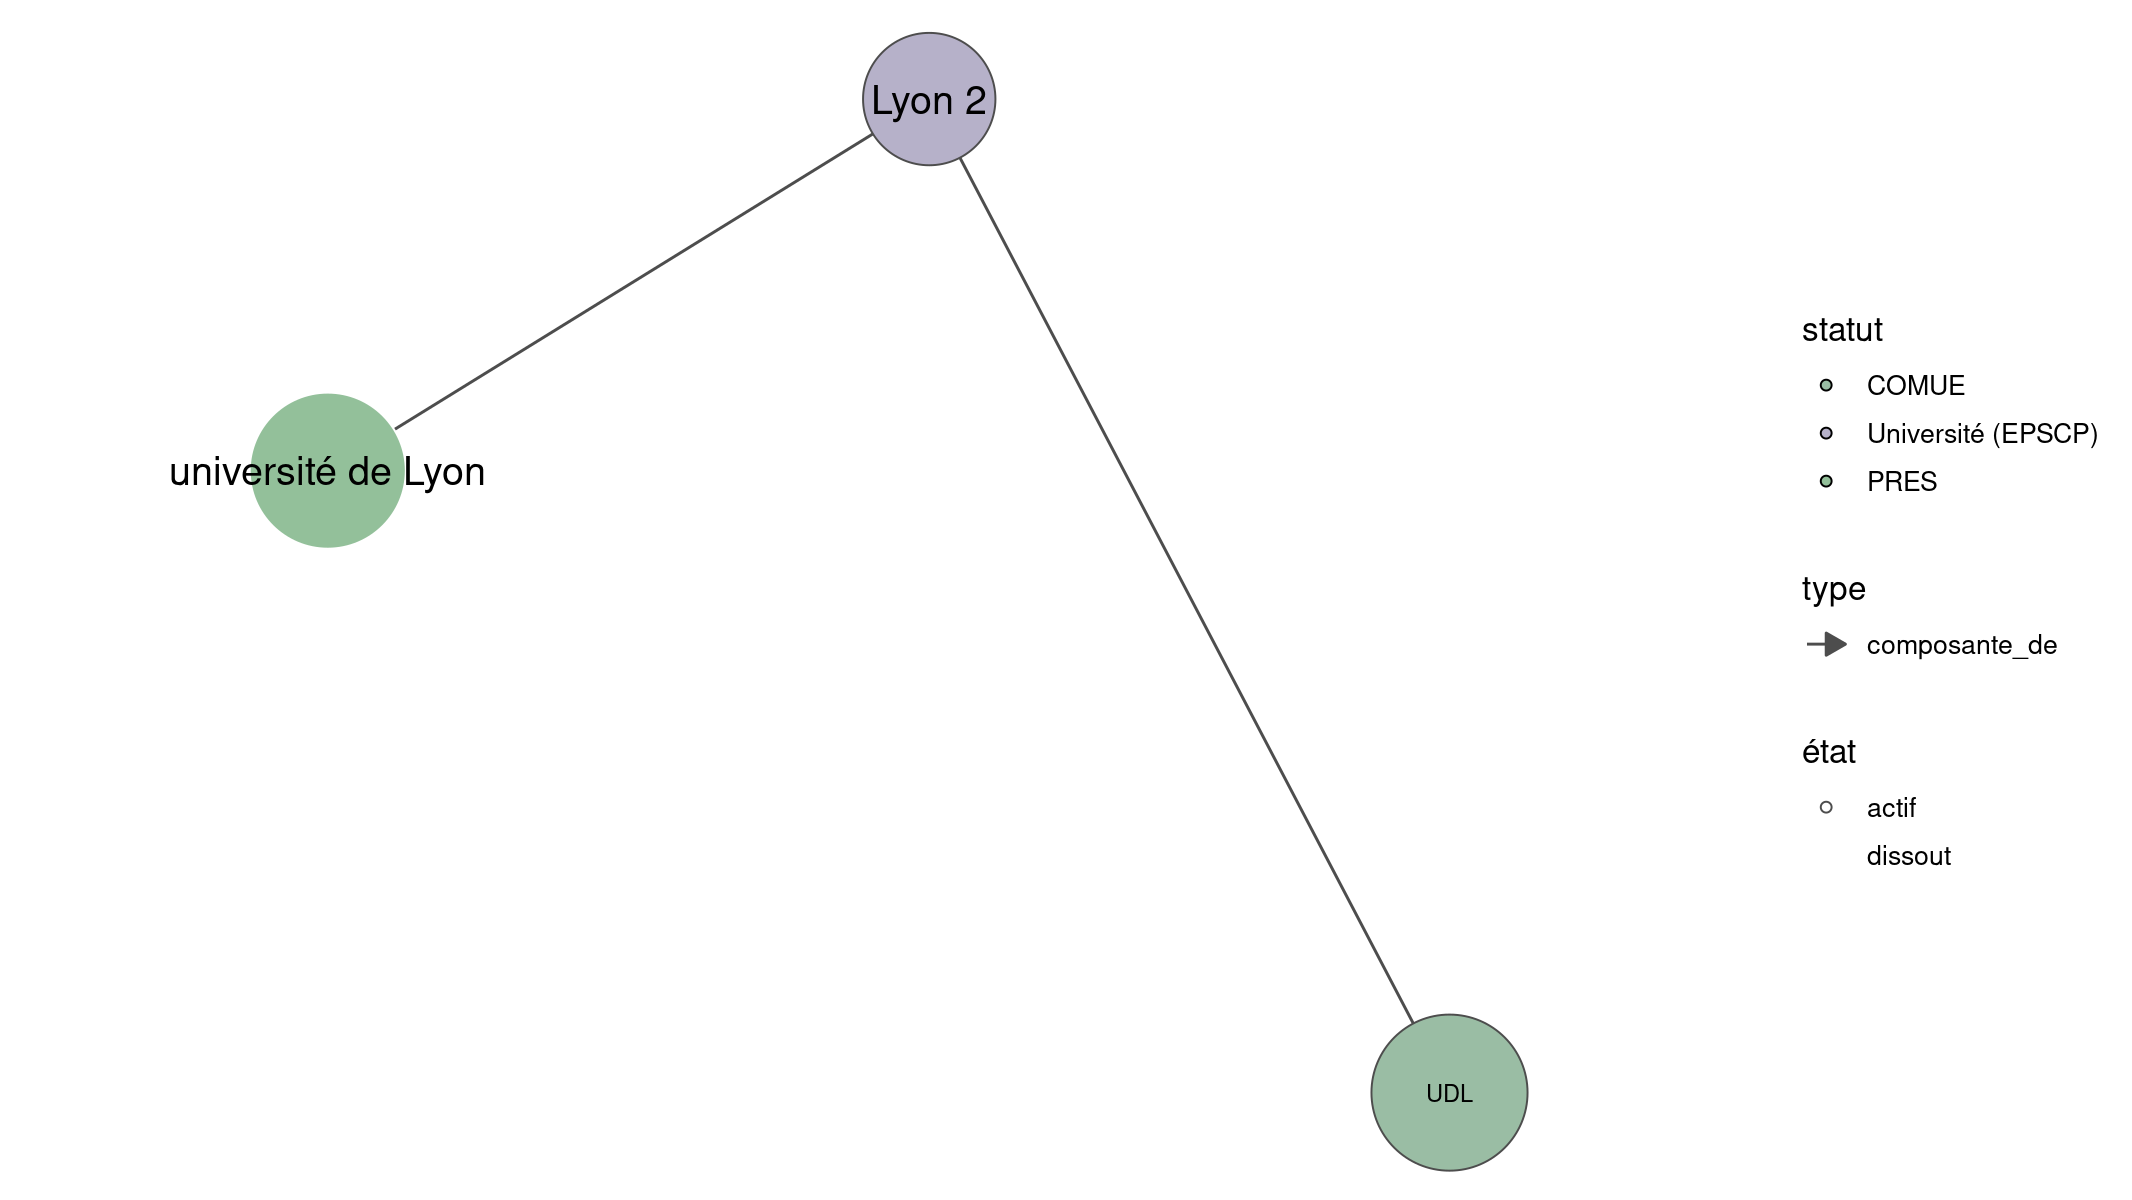 Lyon 2
université de Lyon
UDL
statut
COMUE
Université (EPSCP)
PRES
type
composante_de
état
actif
dissout